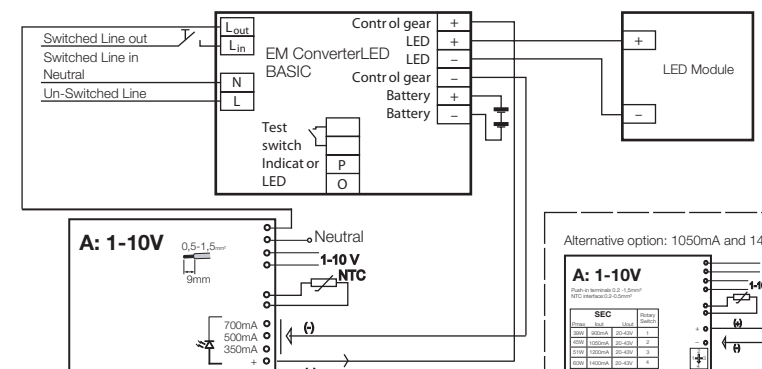 Switched Line out
Switched Line in
Neutral
Un-Switched Line
Lout
Lin
N
L
EM ConverterLED
BASIC
Control gear +
LED +
LED –
Control gear –
Battery +
Battery –
Test
switch
Indicator P
LED O
+
LED Module
–
A: 1-10V
0,5-1,5mm²
9mm
Neutral
1-10 V
NTC
700mA
500mA
350mA
+
(-)
Alternative option: 1050mA and 14
A: 1-10V
Push-in terminals 0.2 -1,5mm²
NTC interface:0.2-0.5mm²
SEC Rotary
Switch
Pmax Iout Uout
39W 900mA 20-43V 1
45W 1050mA 20-43V 2
51W 1200mA 20-43V 3
60W 1400mA 20-43V 4
1-10
+ (+)
– (-)